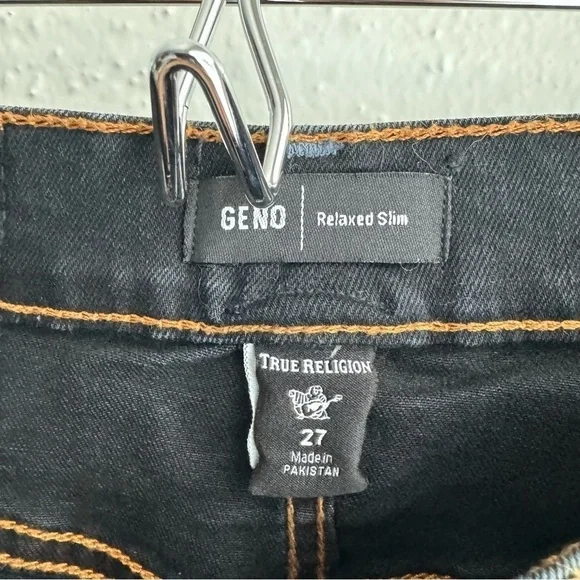 GENO | Relaxed Slim
TRUE RELIGION
27
Made in
PAKISTAN